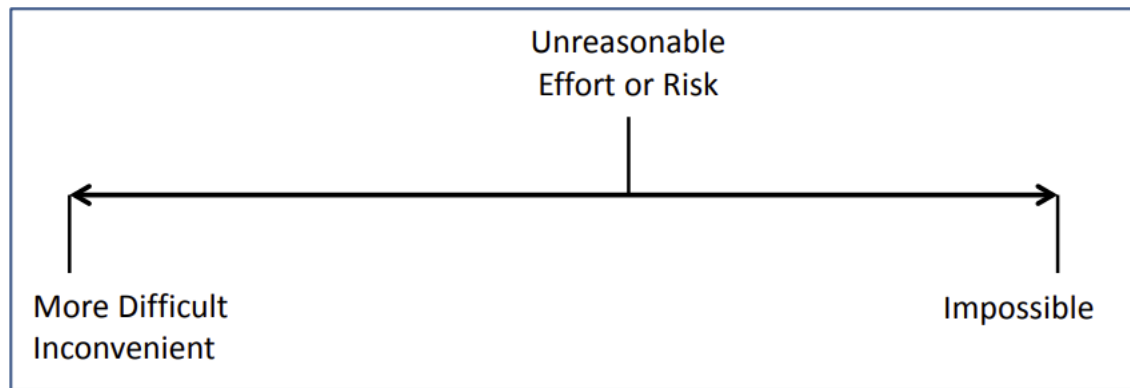 Unreasonable
Effort or Risk
More Difficult
Inconvenient
Impossible